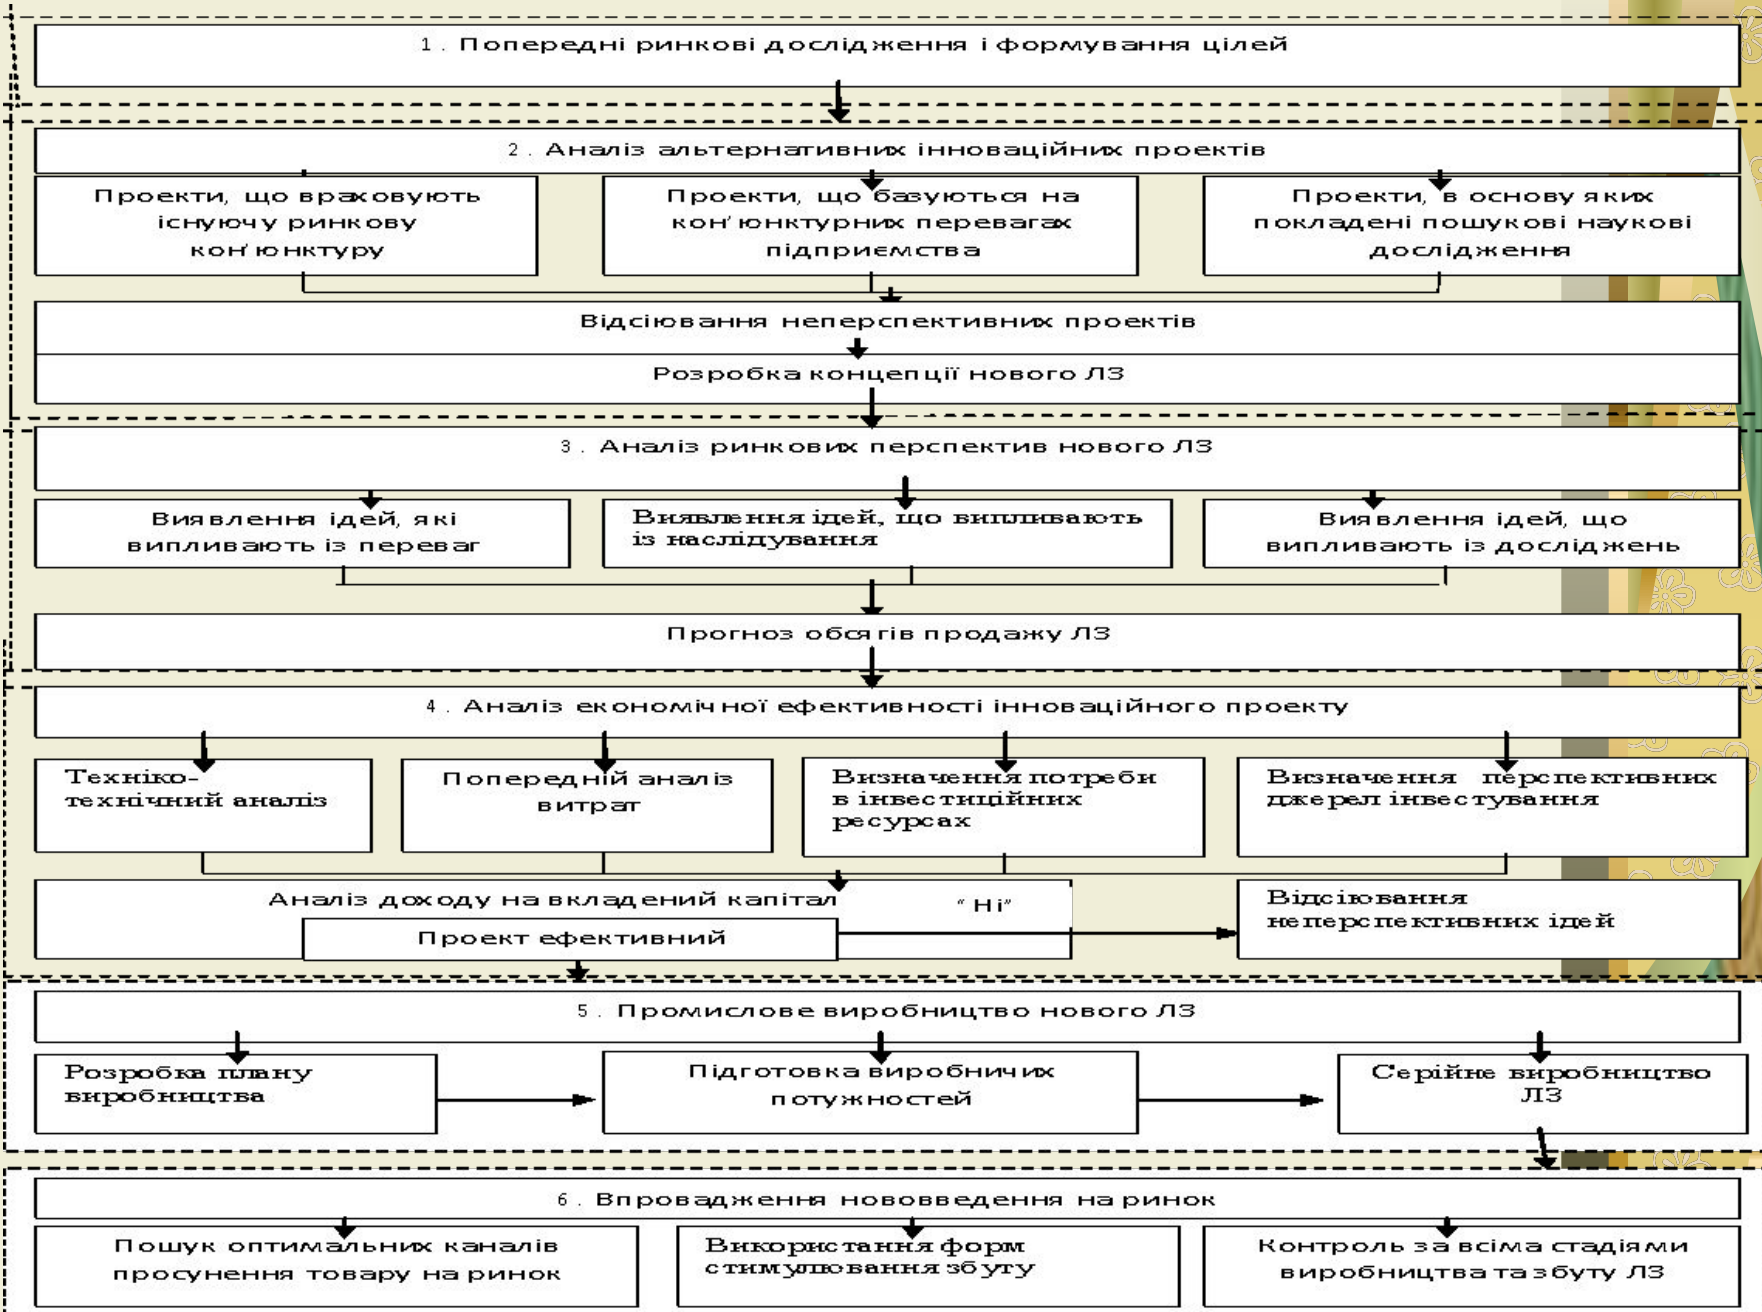 1. Попередні ринкові дослідження і формування цілей
2. Аналіз альтернативних інноваційних проектів
Проекти, що враховують
існуючу ринкову
кон'юнктуру
Проекти, що базуються на
кон'юнктурних перевагах
підприємства
Проекти, в основу яких
покладені пошукові наукові
дослідження
Відсіювання неперспективних проектів
Розробка концепції нового ЛЗ
3. Аналіз ринкових перспектив нового ЛЗ
Виявлення ідей, які
випливають із переваг
Виявлення ідей, що випливають
із наслідування
Виявлення ідей, що
випливають із досліджень
Прогноз обсягів продажу ЛЗ
4. Аналіз економічної ефективності інноваційного проекту
Техніко-
технічний аналіз
Попередній аналіз
витрат
Визначення потреби
в інвестиційних
ресурсах
Визначення перспективних
джерел інвестування
Аналіз доходу на вкладений капітал
"Ні"
Проект ефективний
Відсіювання
неперспективних ідей
5. Промислове виробництво нового ЛЗ
Розробка плану
виробництва
Підготовка виробничих
потужностей
Серійне виробництво
ЛЗ
6. Впровадження нововведення на ринок
Пошук оптимальних каналів
просунення товару на ринок
Використання форм
стимулювання збуту
Контроль за всіма стадіями
виробництва та збуту ЛЗ